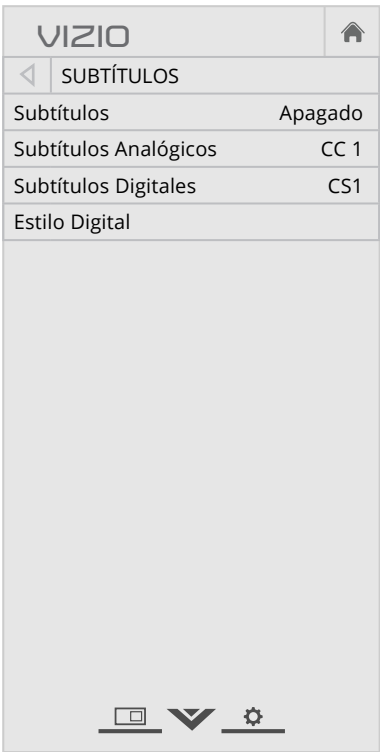 VIZIO
SUBTÍTULOS
Subtítulos Apagado
Subtítulos Analógicos CC 1
Subtítulos Digitales CS1
Estilo Digital